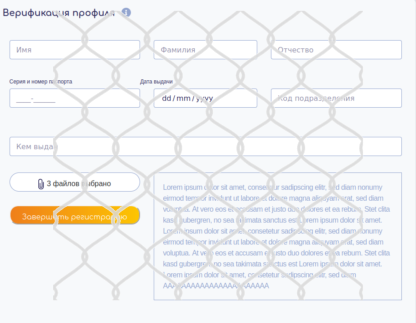 Верификация профиля i
Имя
Фамилия
Отчество
Серия и номер паспорта
Дата выдачи
____-______
dd / mm / yyyy
Код подразделения
Кем выдан
3 файлов выбрано
Завершить регистрацию
Lorem ipsum dolor sit amet, consetetur sadipscing elitr, sed diam nonumy
eirmod tempor invidunt ut labore et dolore magna aliquyam erat, sed diam
voluptua. At vero eos et accusam et justo duo dolores et ea rebum. Stet clita
kasd gubergren, no sea takimata sanctus est Lorem ipsum dolor sit amet.
Lorem ipsum dolor sit amet, consetetur sadipscing elitr, sed diam nonumy
eirmod tempor invidunt ut labore et dolore magna aliquyam erat, sed diam
voluptua. At vero eos et accusam et justo duo dolores et ea rebum. Stet clita
kasd gubergren, no sea takimata sanctus est Lorem ipsum dolor sit amet.
Lorem ipsum dolor sit amet, consetetur sadipscing elitr, sed diam